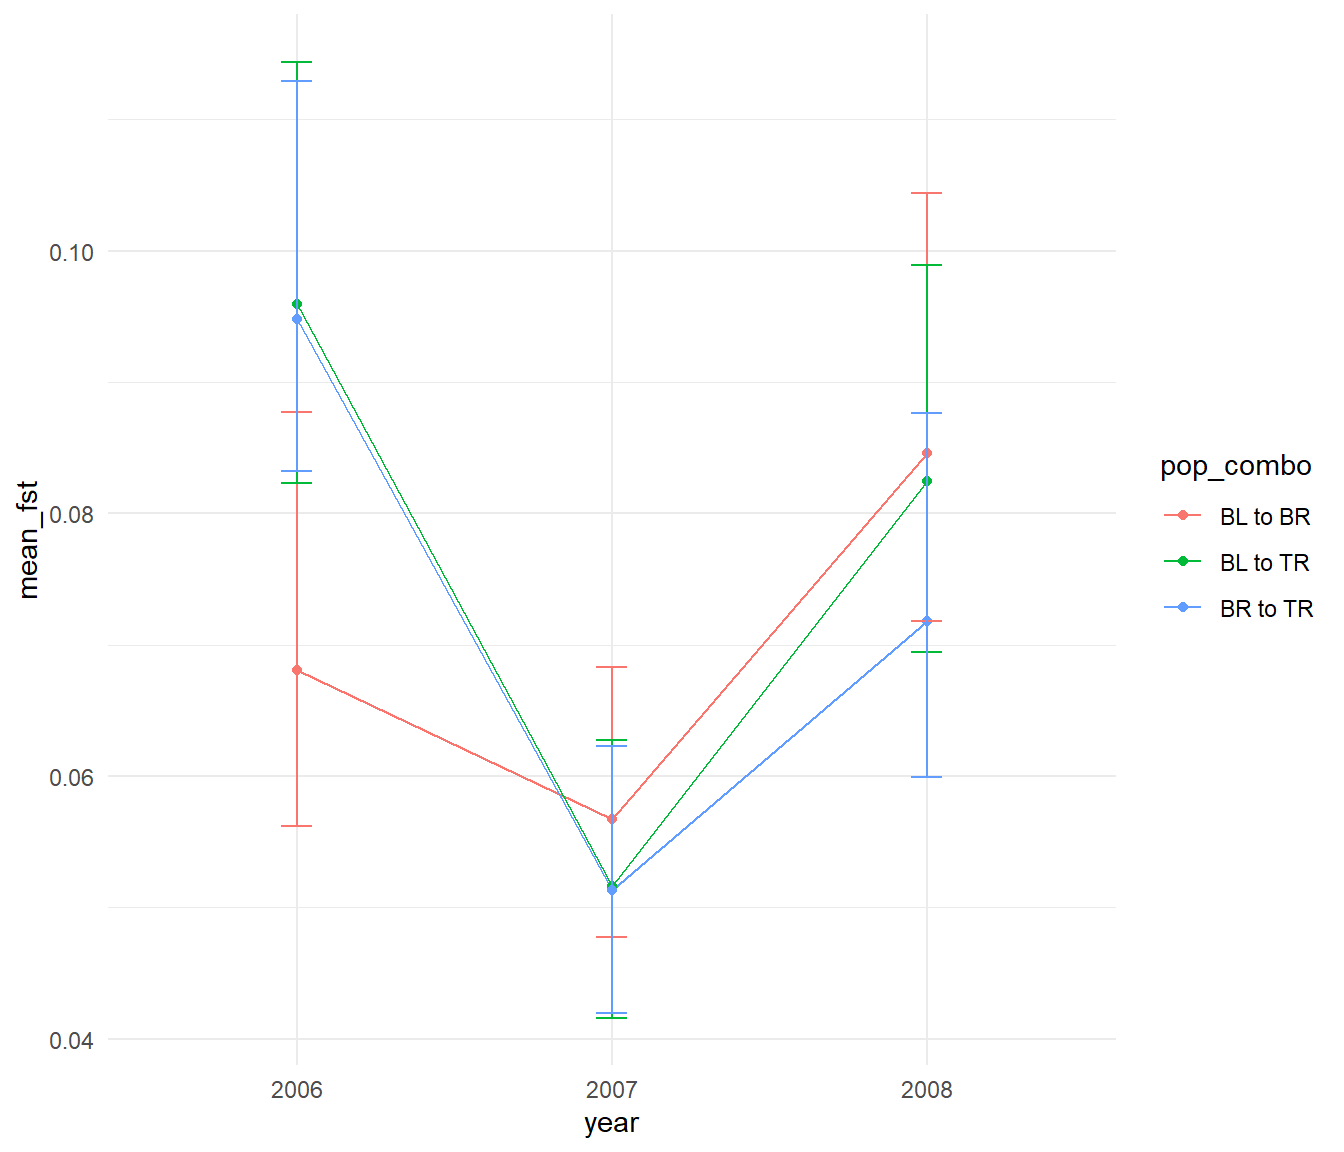 0.10
0.08
0.06
0.04
mean_fst
2006
2007
2008
year
pop_combo
BL to BR
BL to TR
BR to TR